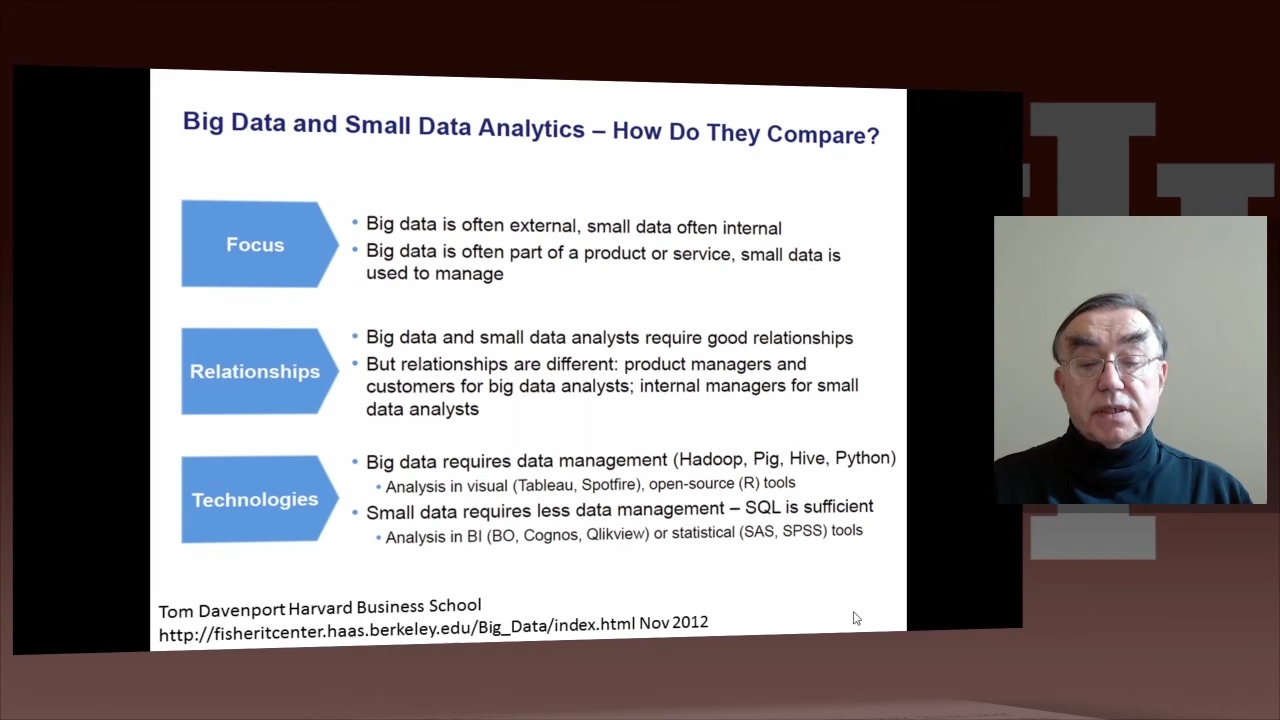 Big Data and Small Data Analytics – How Do They Compare?
Focus
• Big data is often external, small data often internal
• Big data is often part of a product or service, small data is
used to manage
Relationships
• Big data and small data analysts require good relationships
• But relationships are different: product managers and
customers for big data analysts; internal managers for small
data analysts
Technologies
• Big data requires data management (Hadoop, Pig, Hive, Python)
• Analysis in visual (Tableau, Spotfire), open-source (R) tools
• Small data requires less data management – SQL is sufficient
• Analysis in BI (BO, Cognos, Qlikview) or statistical (SAS, SPSS) tools
Tom Davenport Harvard Business School
http://fisheritcenter.haas.berkeley.edu/Big_Data/index.html Nov 2012